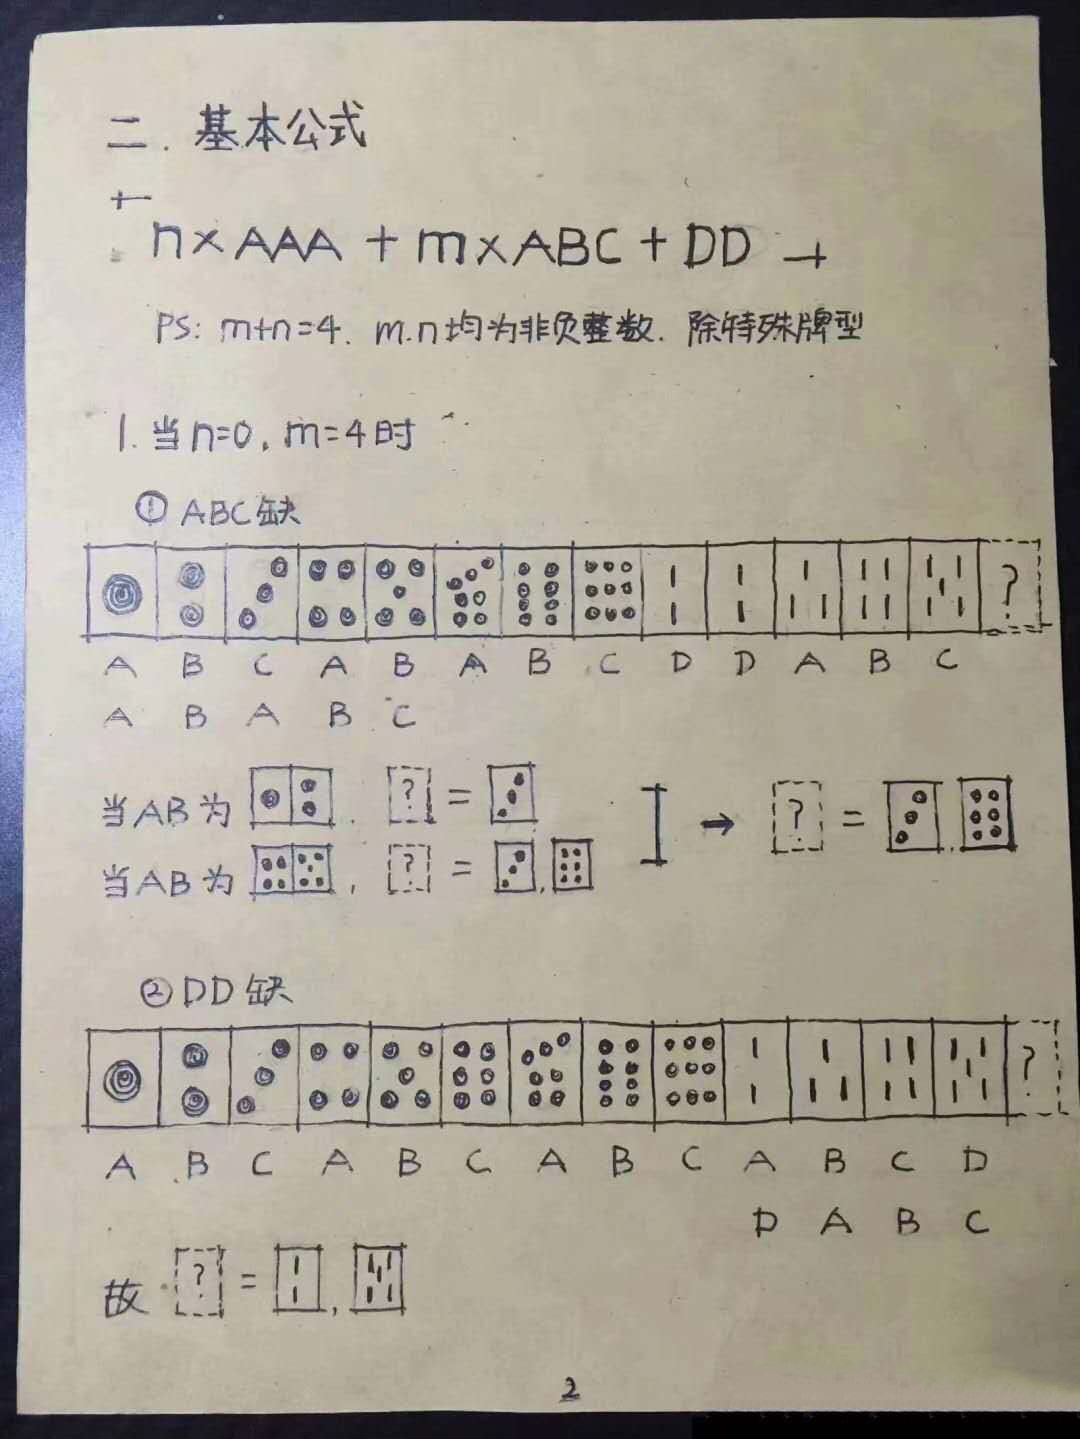 二. 基本公式
n×AAA + m×ABC + DD
PS: m+n=4. m.n均为非负整数. 除特殊牌型
1.当n=0, m=4时
① ABC缺
?
A B C A B A B C D D A B C
A B A B C
当AB为 , ? =
→ ? = ,
当AB为 , ? = ,
② DD缺
?
A B C A B C A B C A B C D
D A B C
故 ? = ,
2